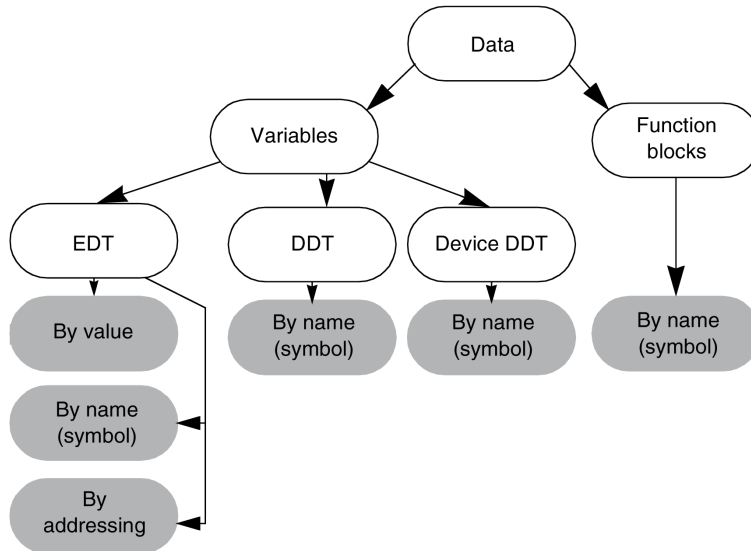 Data
Variables
Function
blocks
EDT
DDT
Device DDT
By value
By name
(symbol)
By name
(symbol)
By name
(symbol)
By name
(symbol)
By
addressing